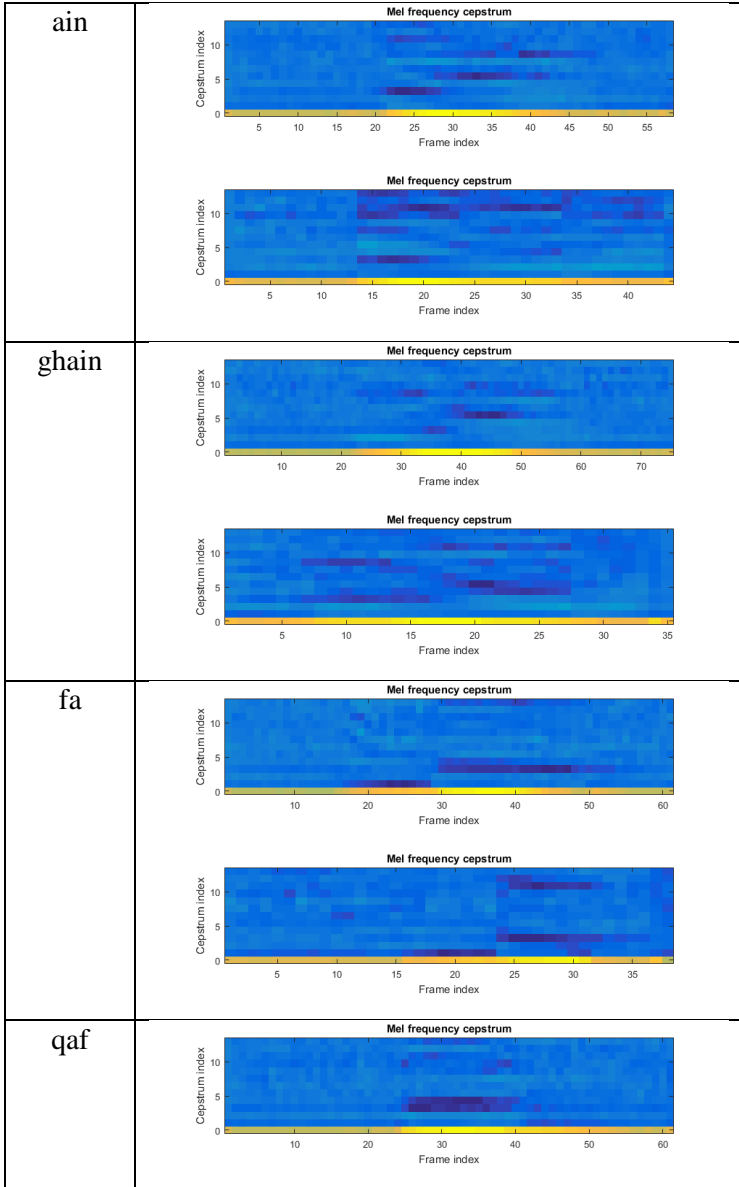 ain
Mel frequency cepstrum
Cepstrum index
10
5
0
5 10 15 20 25 30 35 40 45 50 55
Frame index
Mel frequency cepstrum
Cepstrum index
10
5
0
5 10 15 20 25 30 35 40
Frame index
ghain
Mel frequency cepstrum
Cepstrum index
10
5
0
10 20 30 40 50 60 70
Frame index
Mel frequency cepstrum
Cepstrum index
10
5
0
5 10 15 20 25 30 35
Frame index
fa
Mel frequency cepstrum
Cepstrum index
10
5
0
10 20 30 40 50 60
Frame index
Mel frequency cepstrum
Cepstrum index
10
5
0
5 10 15 20 25 30 35
Frame index
qaf
Mel frequency cepstrum
Cepstrum index
10
5
0
10 20 30 40 50 60
Frame index